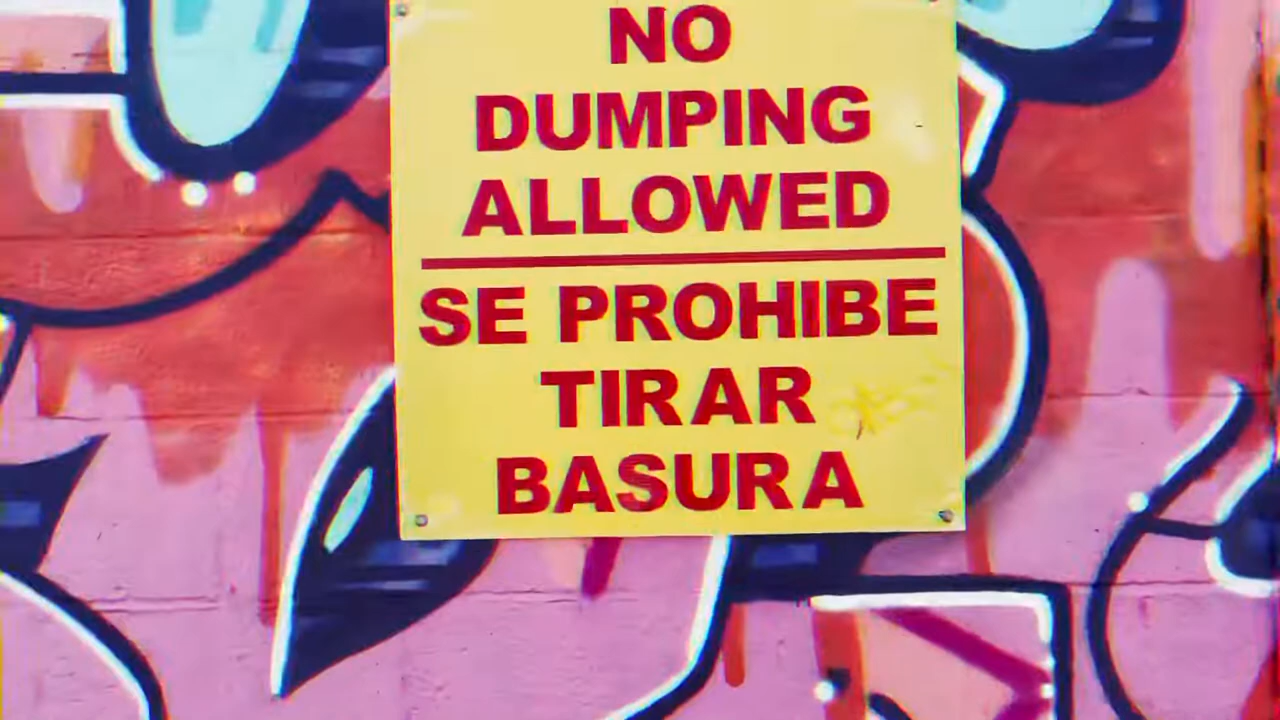 NO
DUMPING
ALLOWED
SE PROHIBE
TIRAR
BASURA